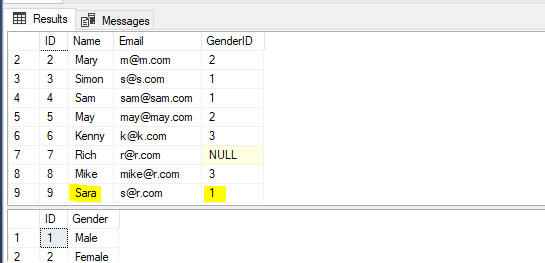 Results Messages
ID Name Email GenderID
2 2 Mary m@m.com 2
3 3 Simon s@s.com 1
4 4 Sam sam@sam.com 1
5 5 May may@may.com 2
6 6 Kenny k@k.com 3
7 7 Rich r@r.com NULL
8 8 Mike mike@r.com 3
9 9 Sara s@r.com 1
ID Gender
1 1 Male
2 2 Female